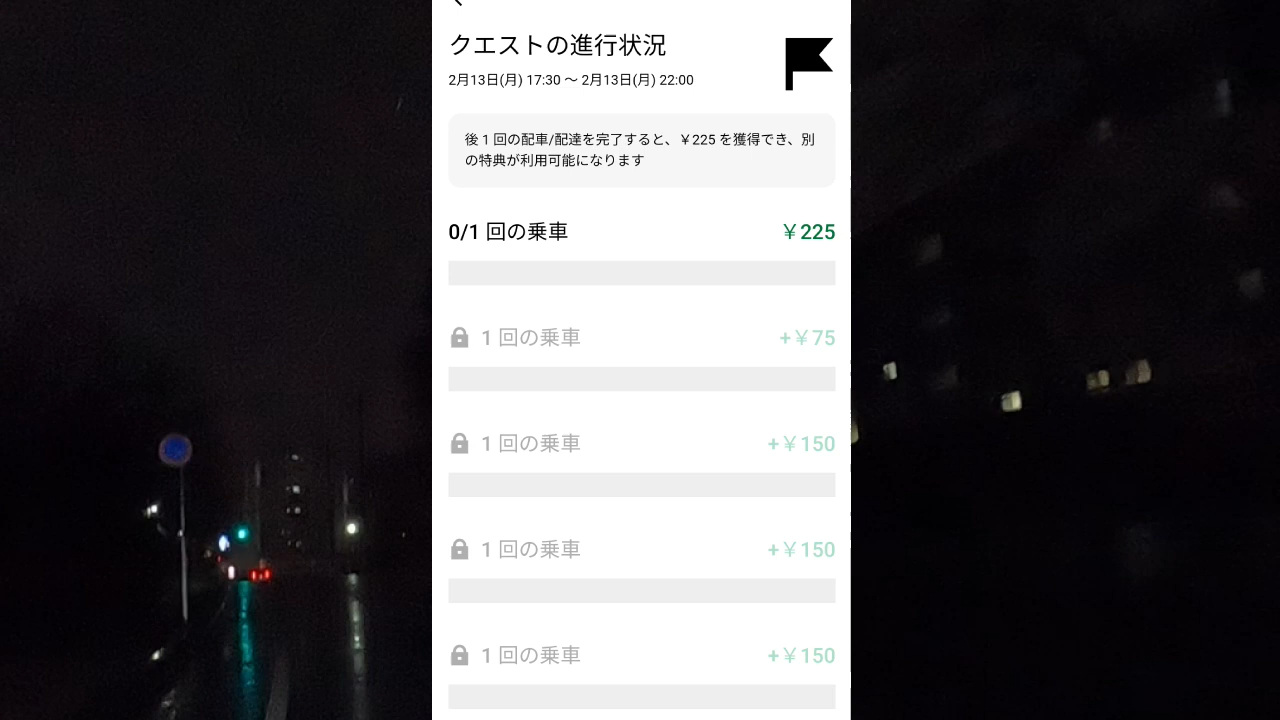 クエストの進行状況
2月13日(月) 17:30 〜 2月13日(月) 22:00
後 1 回の配車/配達を完了すると、￥225 を獲得でき、別
の特典が利用可能になります
0/1 回の乗車 ￥225
1 回の乗車 +￥75
1 回の乗車 +￥150
1 回の乗車 +￥150
1 回の乗車 +￥150